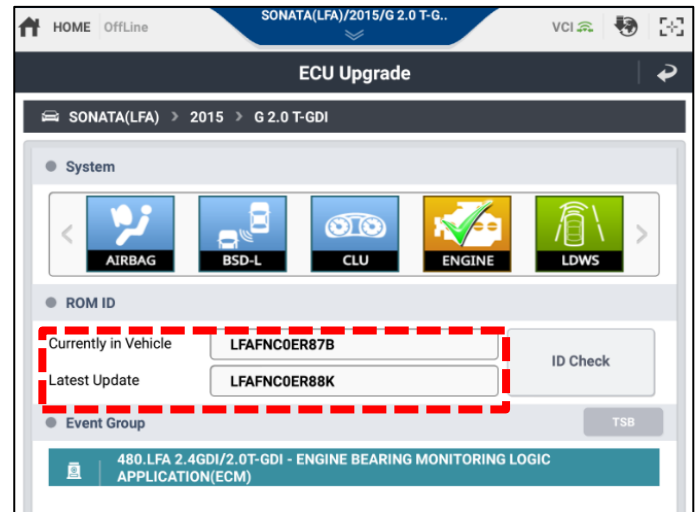 HOME OffLine SONATA(LFA)/2015/G 2.0 T-G.. VCI
ECU Upgrade
SONATA(LFA) > 2015 > G 2.0 T-GDI
System
< AIRBAG BSD-L CLU ENGINE LDWS >
ROM ID
Currently in Vehicle LFAFNC0ER87B
ID Check
Latest Update LFAFNC0ER88K
Event Group TSB
480.LFA 2.4GDI/2.0T-GDI - ENGINE BEARING MONITORING LOGIC
APPLICATION(ECM)